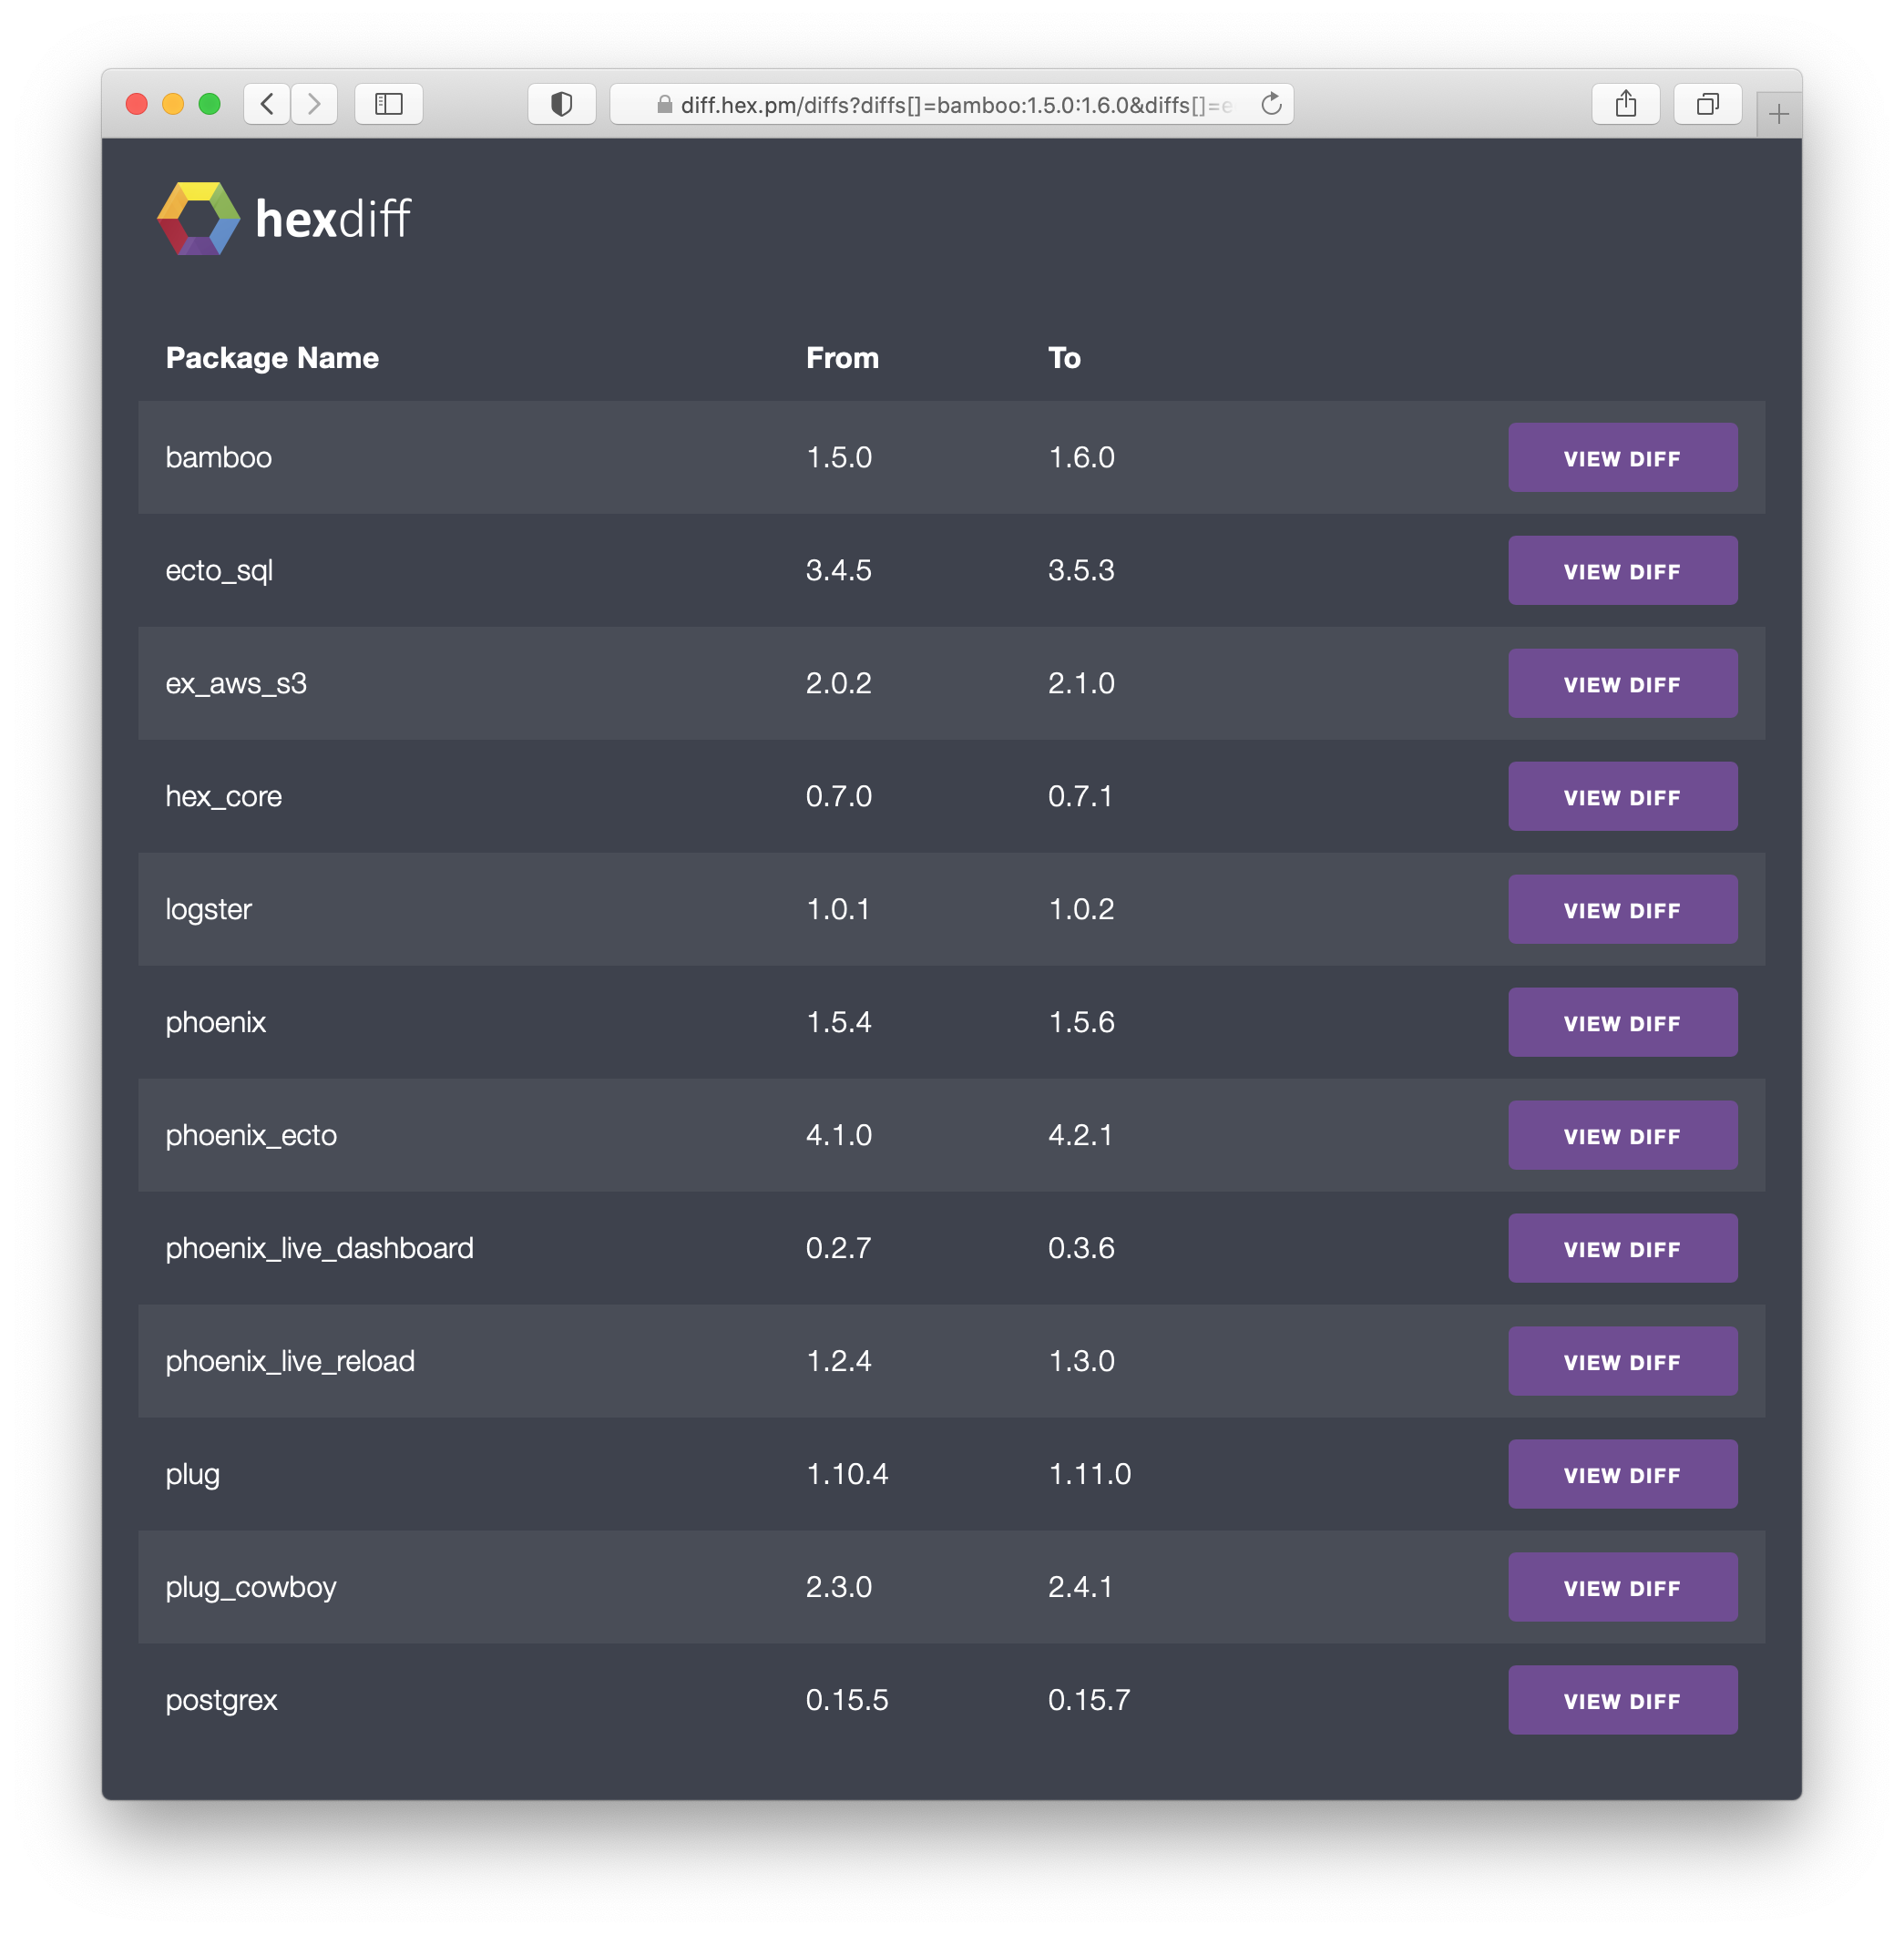 diff.hex.pm/diffs?diffs[]=bamboo:1.5.0:1.6.0&diffs[]=e
hexdiff
Package Name From To
bamboo 1.5.0 1.6.0 VIEW DIFF
ecto_sql 3.4.5 3.5.3 VIEW DIFF
ex_aws_s3 2.0.2 2.1.0 VIEW DIFF
hex_core 0.7.0 0.7.1 VIEW DIFF
logster 1.0.1 1.0.2 VIEW DIFF
phoenix 1.5.4 1.5.6 VIEW DIFF
phoenix_ecto 4.1.0 4.2.1 VIEW DIFF
phoenix_live_dashboard 0.2.7 0.3.6 VIEW DIFF
phoenix_live_reload 1.2.4 1.3.0 VIEW DIFF
plug 1.10.4 1.11.0 VIEW DIFF
plug_cowboy 2.3.0 2.4.1 VIEW DIFF
postgrex 0.15.5 0.15.7 VIEW DIFF